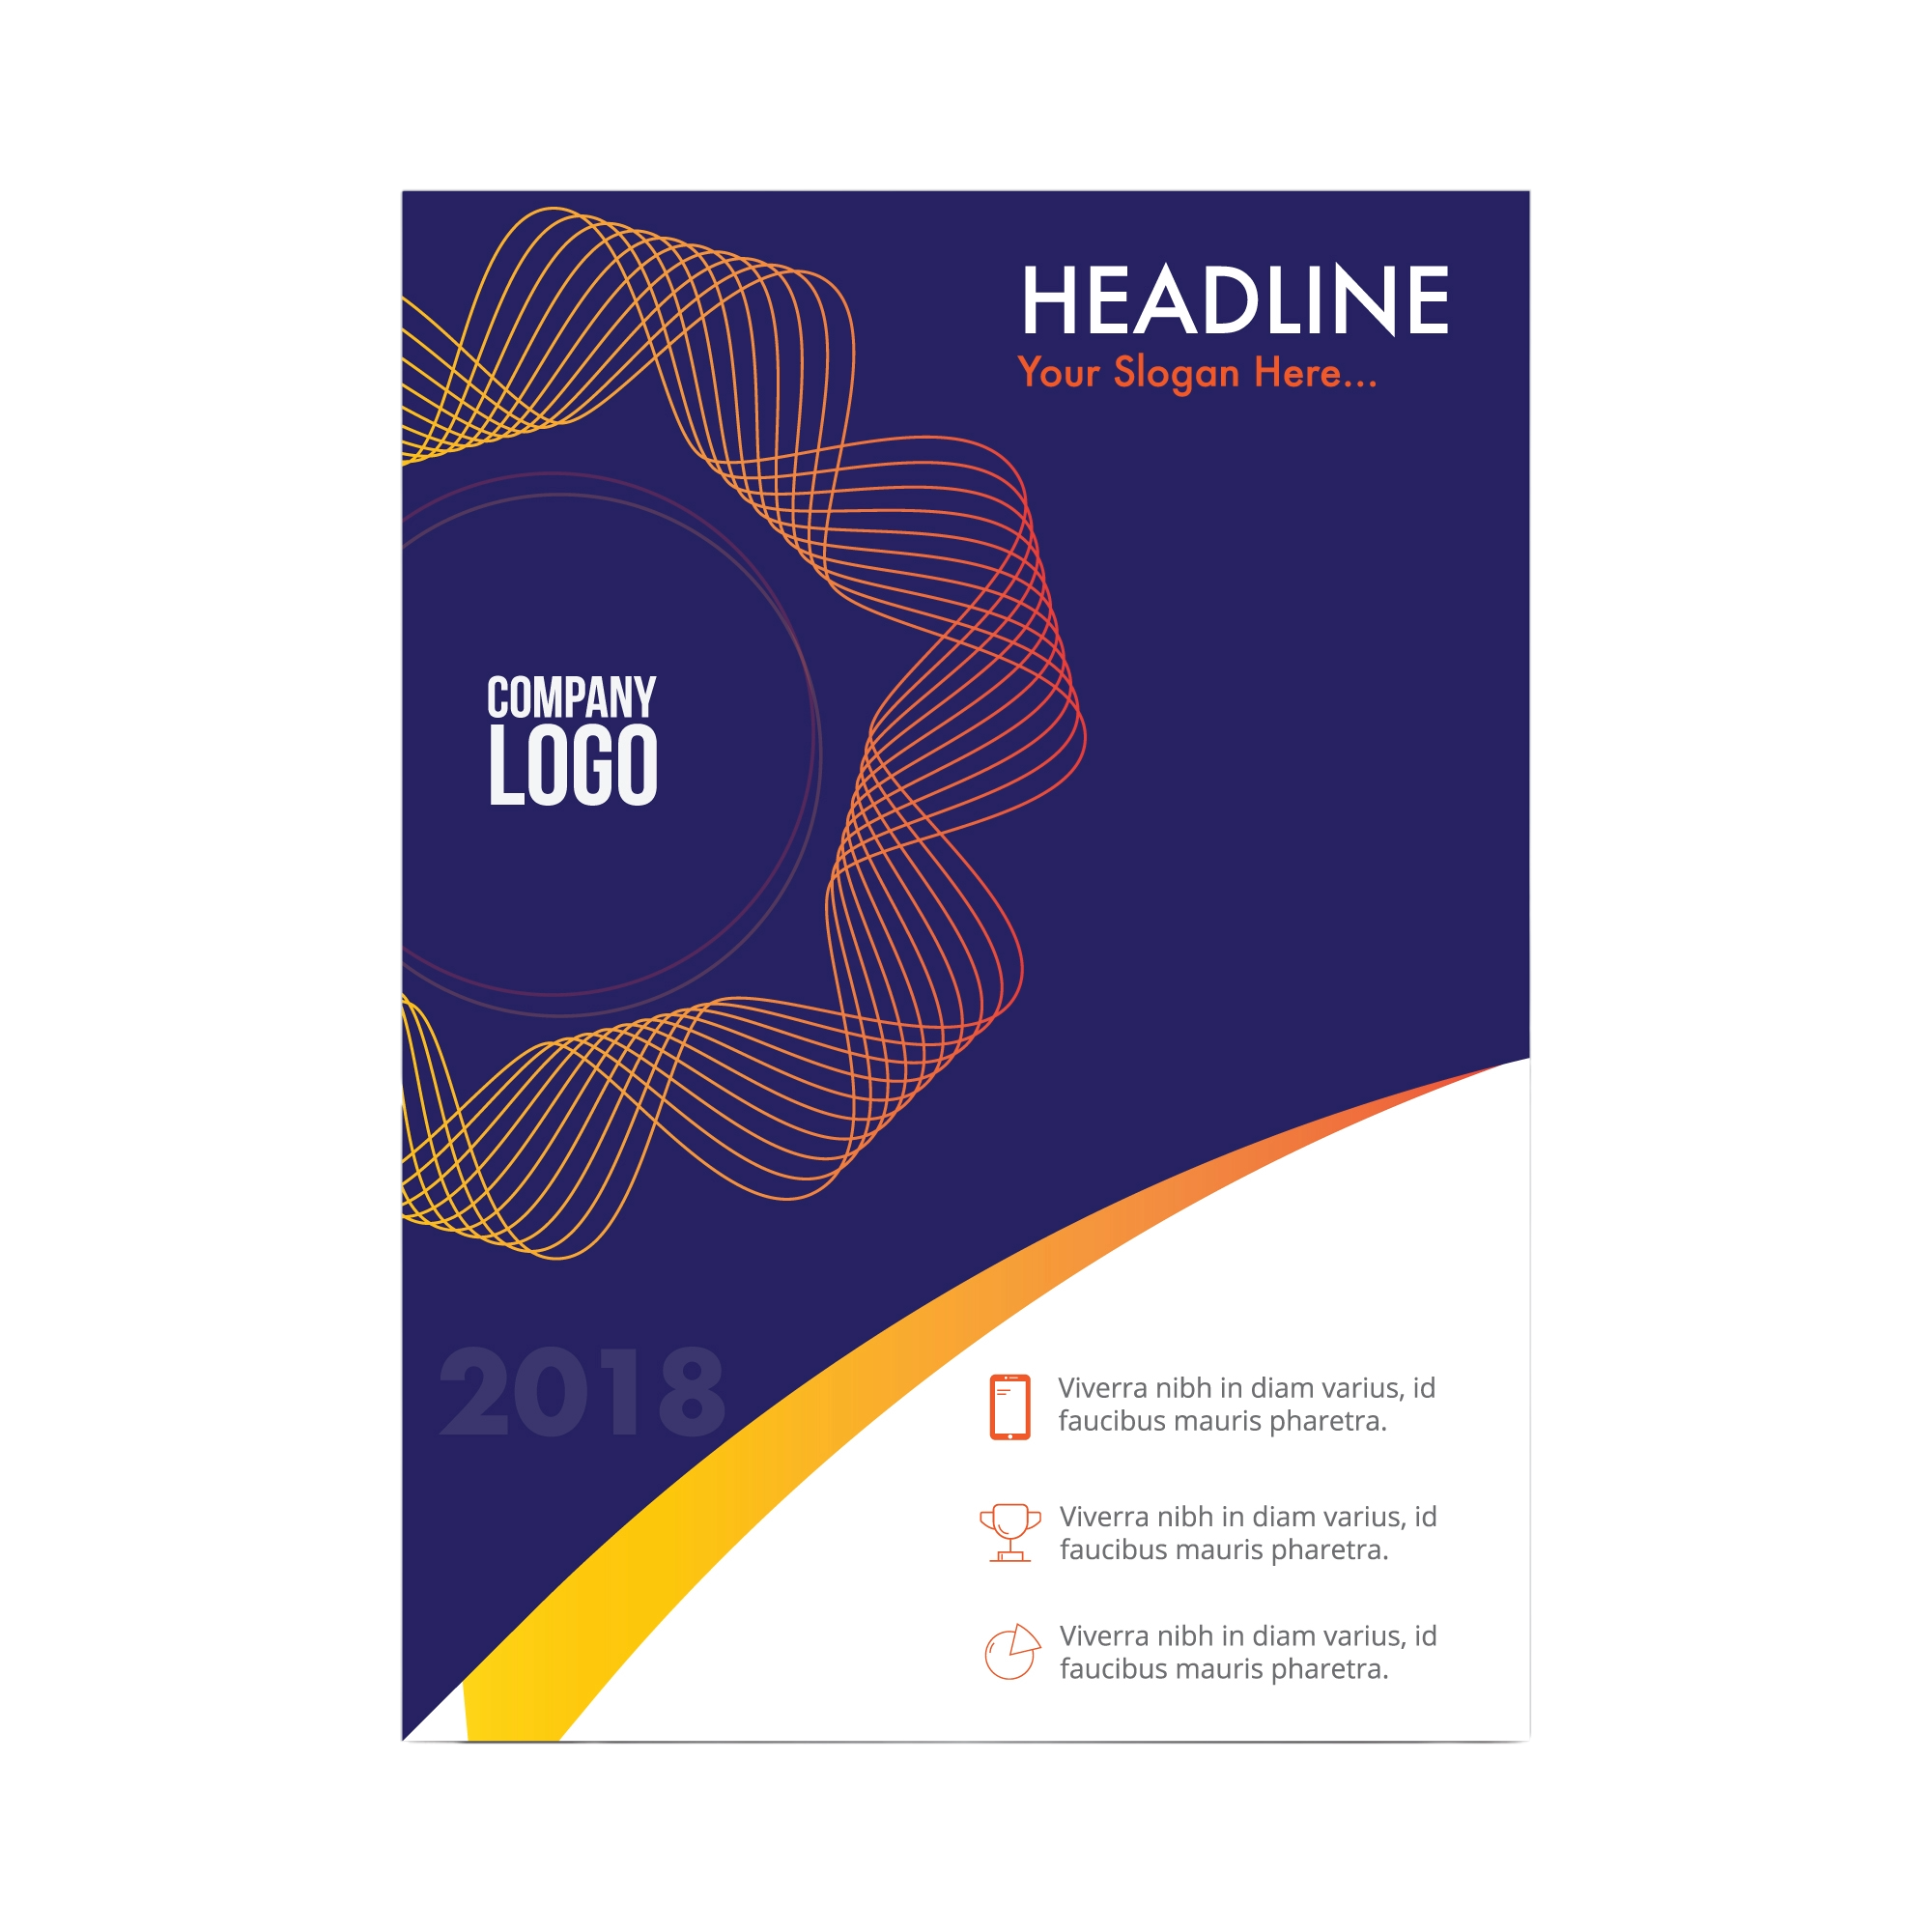 HEADLINE
Your Slogan Here...
COMPANY
LOGO
2018
Viverra nibh in diam varius, id
faucibus mauris pharetra.
Viverra nibh in diam varius, id
faucibus mauris pharetra.
Viverra nibh in diam varius, id
faucibus mauris pharetra.